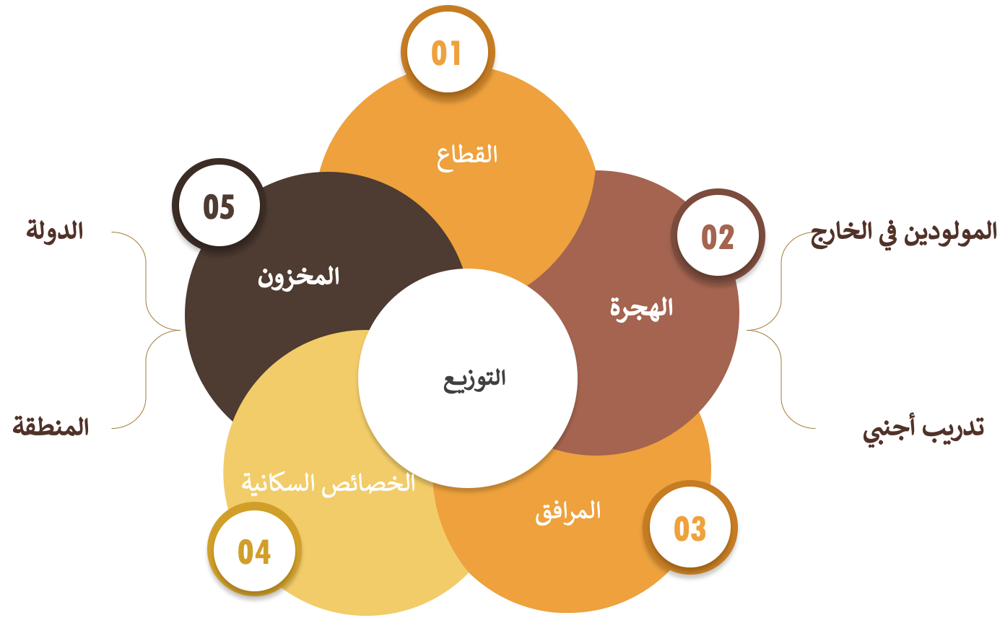 01
القطاع
02
الهجرة
المولودين في الخارج
تدريب أجنبي
03
المرافق
04
الخصائص السكانية
05
المخزون
الدولة
المنطقة
التوزيع